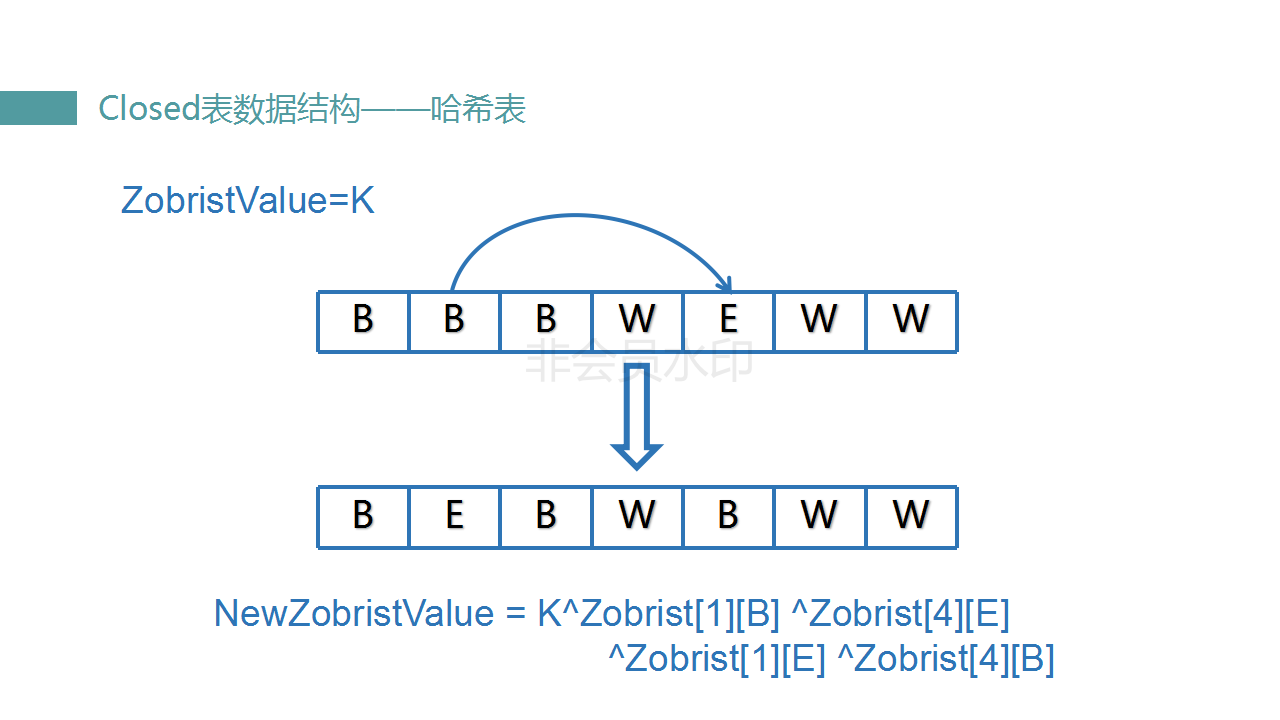 Closed表数据结构——哈希表
ZobristValue=K
B B B W E W W
非会员水印
B E B W B W W
NewZobristValue = K^Zobrist[1][B] ^Zobrist[4][E]
^Zobrist[1][E] ^Zobrist[4][B]